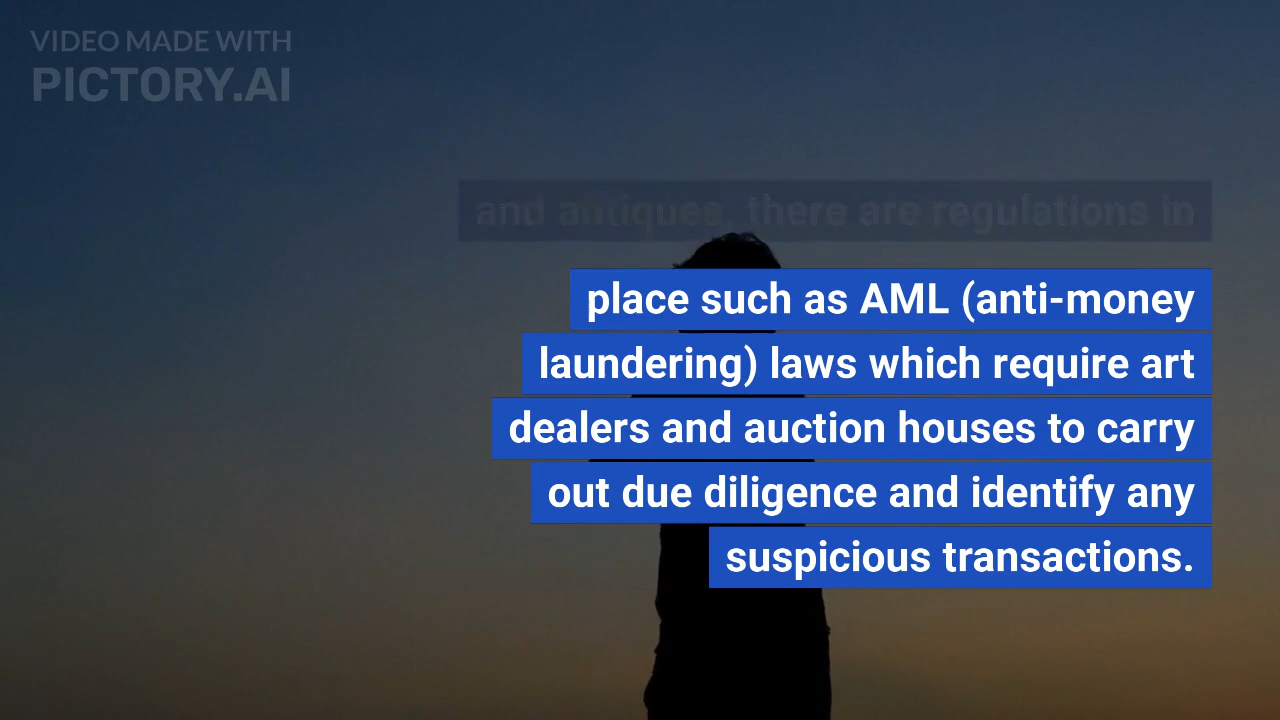 VIDEO MADE WITH
PICTORY.AI
and antiques, there are regulations in
place such as AML (anti-money
laundering) laws which require art
dealers and auction houses to carry
out due diligence and identify any
suspicious transactions.